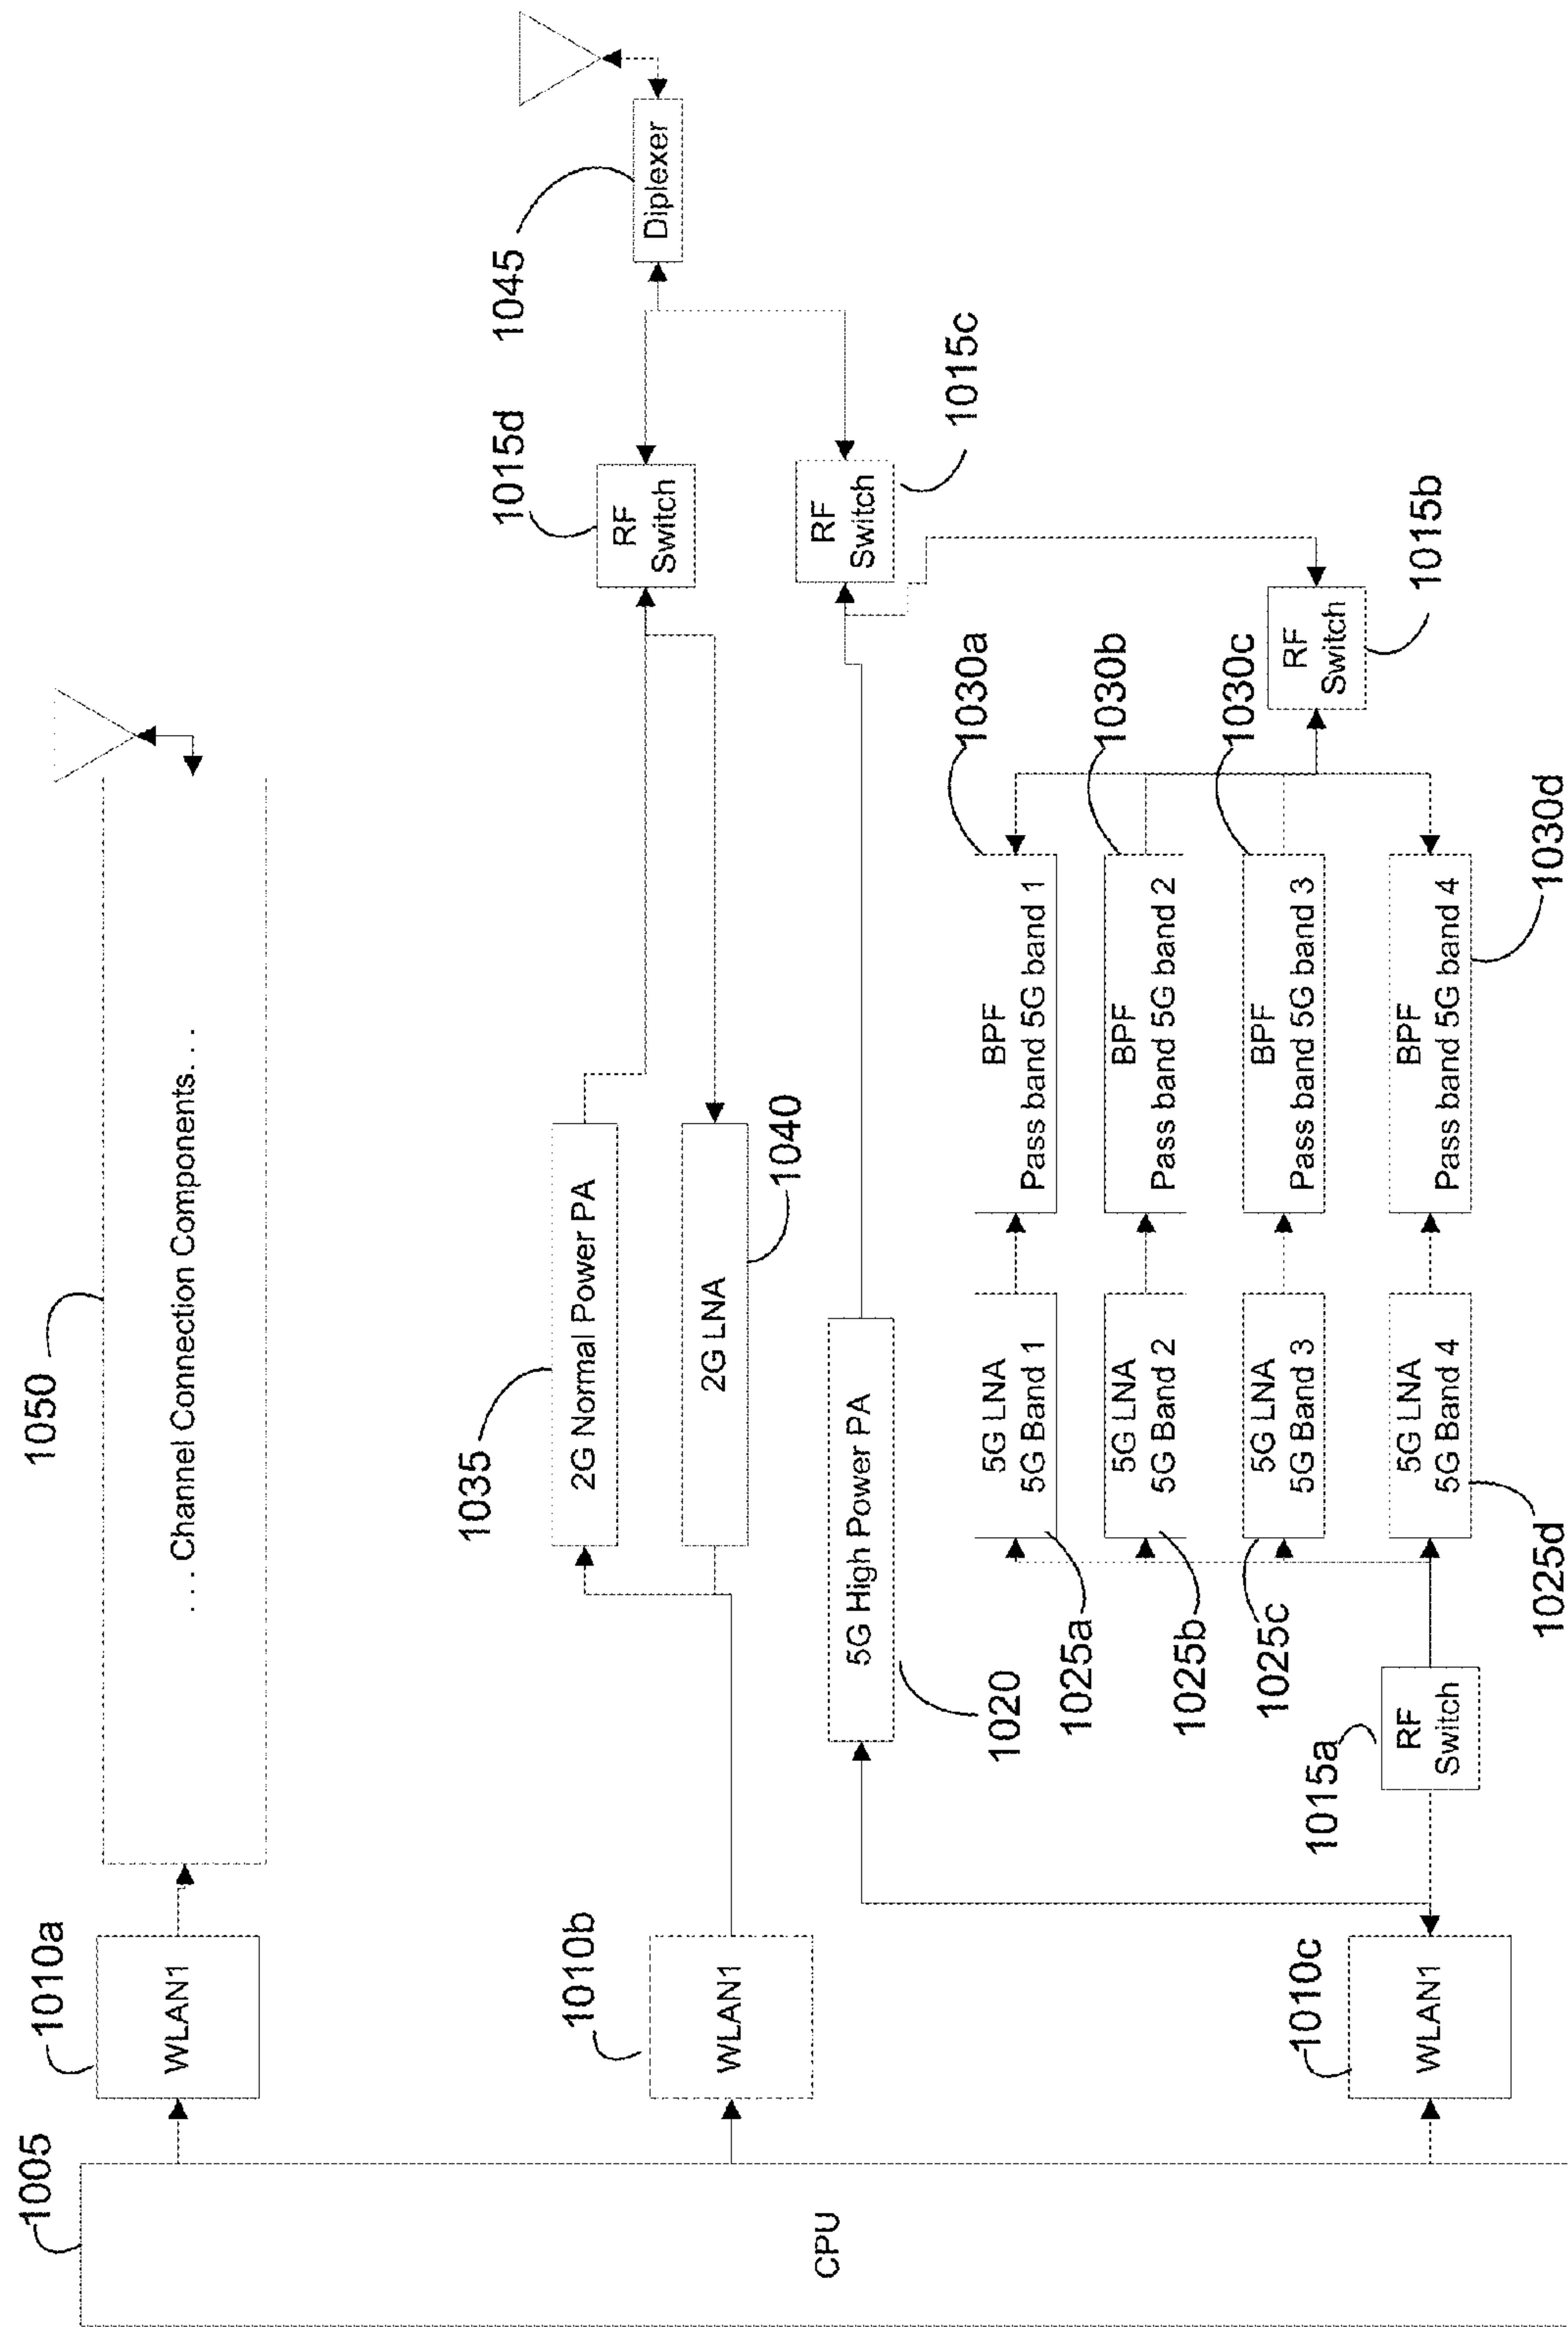 1050
. . .Channel Connection Components. . .
1005
1010a
WLAN1
1045
Diplexer
1015d
RF
Switch
1035
2G Normal Power PA
2G LNA
1040
1010b
WLAN1
RF
Switch
1015c
5G High Power PA
1020
CPU
1030a
BPF
Pass band 5G band 1
5G LNA
5G Band 1
1025a
1030b
BPF
Pass band 5G band 2
5G LNA
5G Band 2
1025b
1030c
BPF
Pass band 5G band 3
5G LNA
5G Band 3
1025c
RF
Switch
1015b
1015a
RF
Switch
BPF
Pass band 5G band 4
1030d
5G LNA
5G Band 4
1025d
1010c
WLAN1